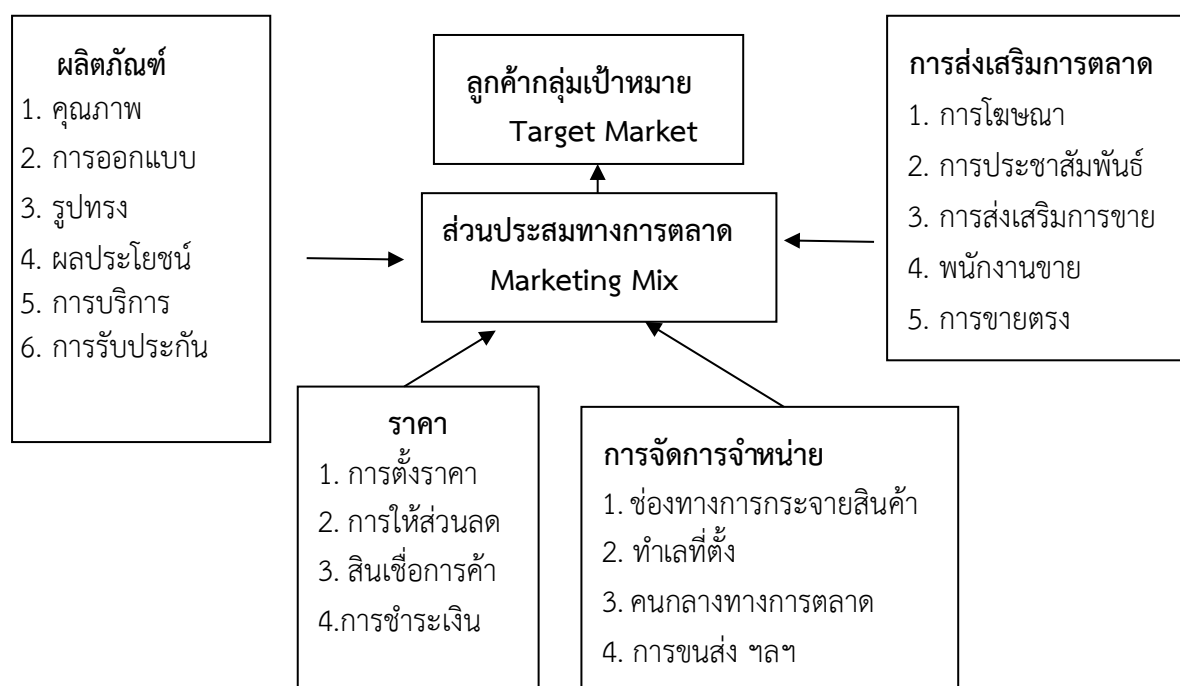 ผลิตภัณฑ์
1. คุณภาพ
2. การออกแบบ
3. รูปทรง
4. ผลประโยชน์
5. การบริการ
6. การรับประกัน
ลูกค้ากลุ่มเป้าหมาย
Target Market
ส่วนประสมทางการตลาด
Marketing Mix
การส่งเสริมการตลาด
1. การโฆษณา
2. การประชาสัมพันธ์
3. การส่งเสริมการขาย
4. พนักงานขาย
5. การขายตรง
ราคา
1. การตั้งราคา
2. การให้ส่วนลด
3. สินเชื่อการค้า
4.การชำระเงิน
การจัดการจำหน่าย
1. ช่องทางการกระจายสินค้า
2. ทำเลที่ตั้ง
3. คนกลางทางการตลาด
4. การขนส่ง ฯลฯ